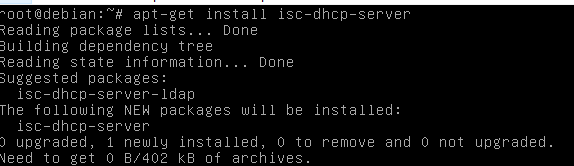 root@debian:~# apt-get install isc-dhcp-server
Reading package lists... Done
Building dependency tree
Reading state information... Done
Suggested packages:
  isc-dhcp-server-ldap
The following NEW packages will be installed:
  isc-dhcp-server
0 upgraded, 1 newly installed, 0 to remove and 0 not upgraded.
Need to get 0 B/402 kB of archives.